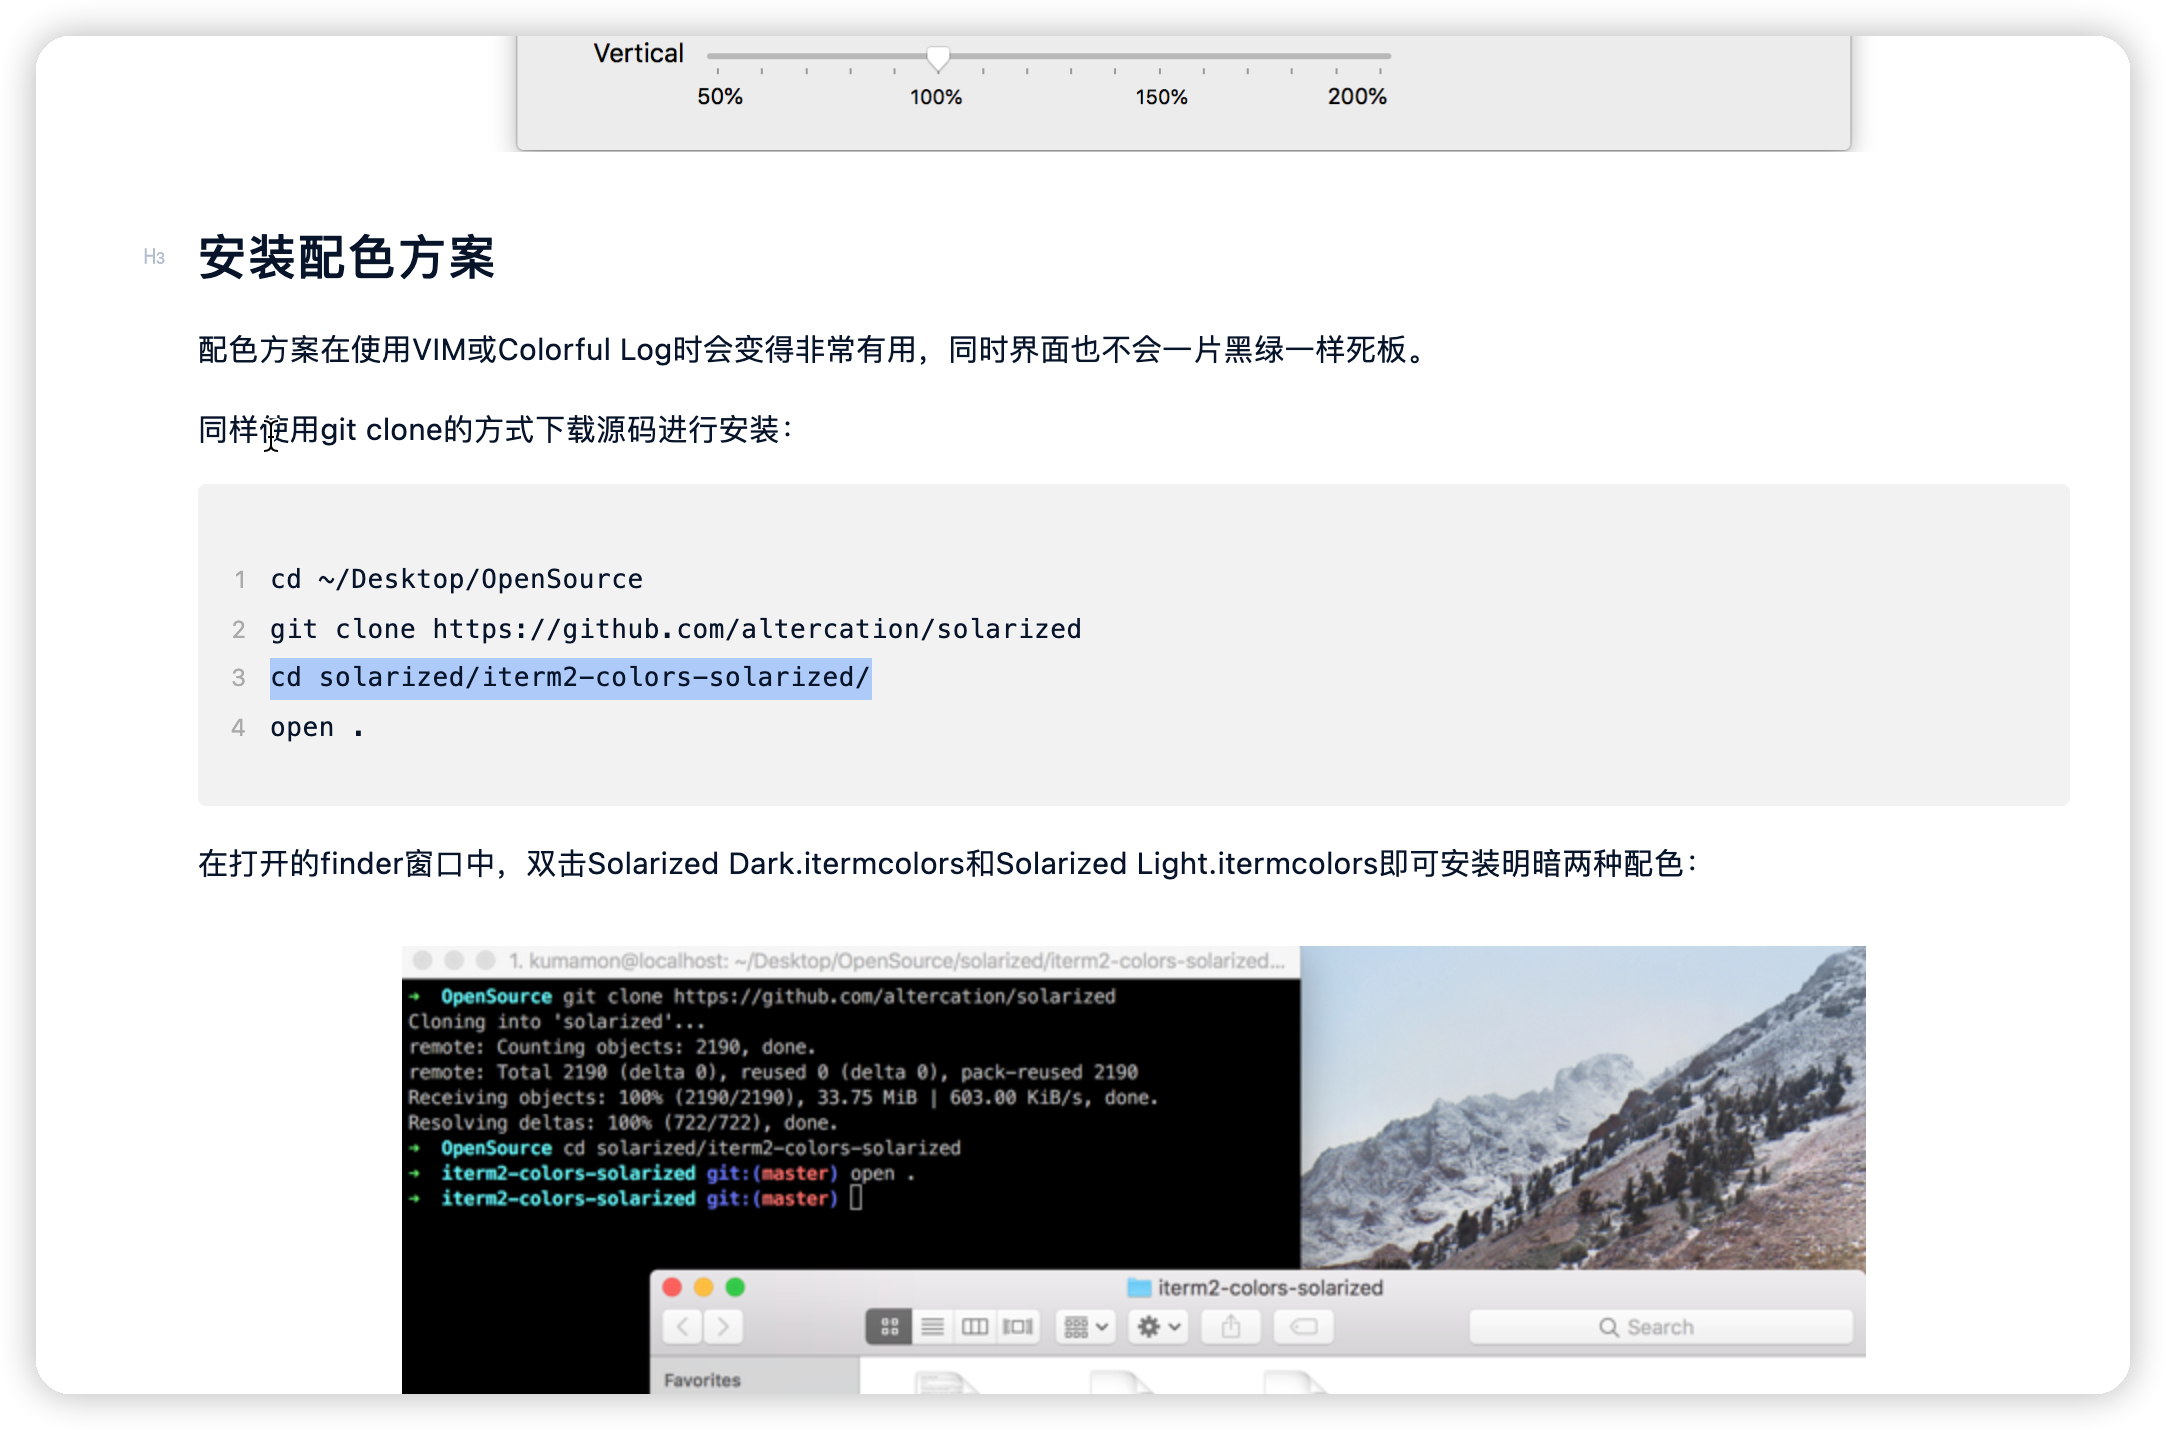 Vertical
50% 100% 150% 200%
H3 安装配色方案
配色方案在使用VIM或Colorful Log时会变得非常有用，同时界面也不会一片黑绿一样死板。
同样使用git clone的方式下载源码进行安装：
1 cd ~/Desktop/OpenSource
2 git clone https://github.com/altercation/solarized
3 cd solarized/iterm2-colors-solarized/
4 open .
在打开的finder窗口中，双击Solarized Dark.itermcolors和Solarized Light.itermcolors即可安装明暗两种配色：
1. kumamon@localhost: ~/Desktop/OpenSource/solarized/iterm2-colors-solarized...
→ OpenSource git clone https://github.com/altercation/solarized
Cloning into 'solarized'...
remote: Counting objects: 2190, done.
remote: Total 2190 (delta 0), reused 0 (delta 0), pack-reused 2190
Receiving objects: 100% (2190/2190), 33.75 MiB | 603.00 KiB/s, done.
Resolving deltas: 100% (722/722), done.
→ OpenSource cd solarized/iterm2-colors-solarized
→ iterm2-colors-solarized git:(master) open .
→ iterm2-colors-solarized git:(master)
iterm2-colors-solarized
Search
Favorites